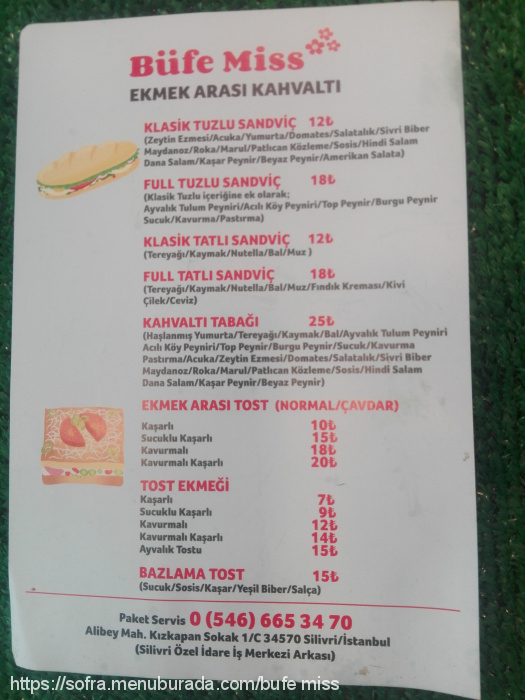 Büfe Miss
EKMEK ARASI KAHVALTI
KLASİK TUZLU SANDVİÇ 12₺
(Zeytin Ezmesi/Acuka/Yumurta/Domates/Salatalık/Sivri Biber
Maydanoz/Roka/Marul/Patlıcan Közleme/Sosis/Hindi Salam
Dana Salam/Kaşar Peynir/Beyaz Peynir/Amerikan Salata)
FULL TUZLU SANDVİÇ 18₺
(Klasik Tuzlu içeriğine ek olarak;
Ayvalık Tulum Peyniri/Acılı Köy Peyniri/Top Peynir/Burgu Peynir
Sucuk/Kavurma/Pastırma)
KLASİK TATLI SANDVİÇ 12₺
(Tereyağı/Kaymak/Nutella/Bal/Muz )
FULL TATLI SANDVİÇ 18₺
(Tereyağı/Kaymak/Nutella/Bal/Muz/Fındık Kreması/Kivi
Çilek/Ceviz)
KAHVALTI TABAĞI 25₺
(Haşlanmış Yumurta/Tereyağı/Kaymak/Bal/Ayvalık Tulum Peyniri
Acılı Köy Peyniri/Top Peynir/Burgu Peynir/Sucuk/Kavurma
Pastırma/Acuka/Zeytin Ezmesi/Domates/Salatalık/Sivri Biber
Maydanoz/Roka/Marul/Patlıcan Közleme/Sosis/Hindi Salam
Dana Salam/Kaşar Peynir/Beyaz Peynir)
EKMEK ARASI TOST (NORMAL/ÇAVDAR)
Kaşarlı 10₺
Sucuklu Kaşarlı 15₺
Kavurmalı 18₺
Kavurmalı Kaşarlı 20₺
TOST EKMEĞİ
Kaşarlı 7₺
Sucuklu Kaşarlı 9₺
Kavurmalı 12₺
Kavurmalı Kaşarlı 14₺
Ayvalık Tostu 15₺
BAZLAMA TOST 15₺
(Sucuk/Sosis/Kaşar/Yeşil Biber/Salça)
Paket Servis 0 (546) 665 34 70
Alibey Mah. Kızkapan Sokak 1/C 34570 Silivri/İstanbul
(Silivri Özel İdare İş Merkezi Arkası)
https://sofra.menuburada.com/bufe miss